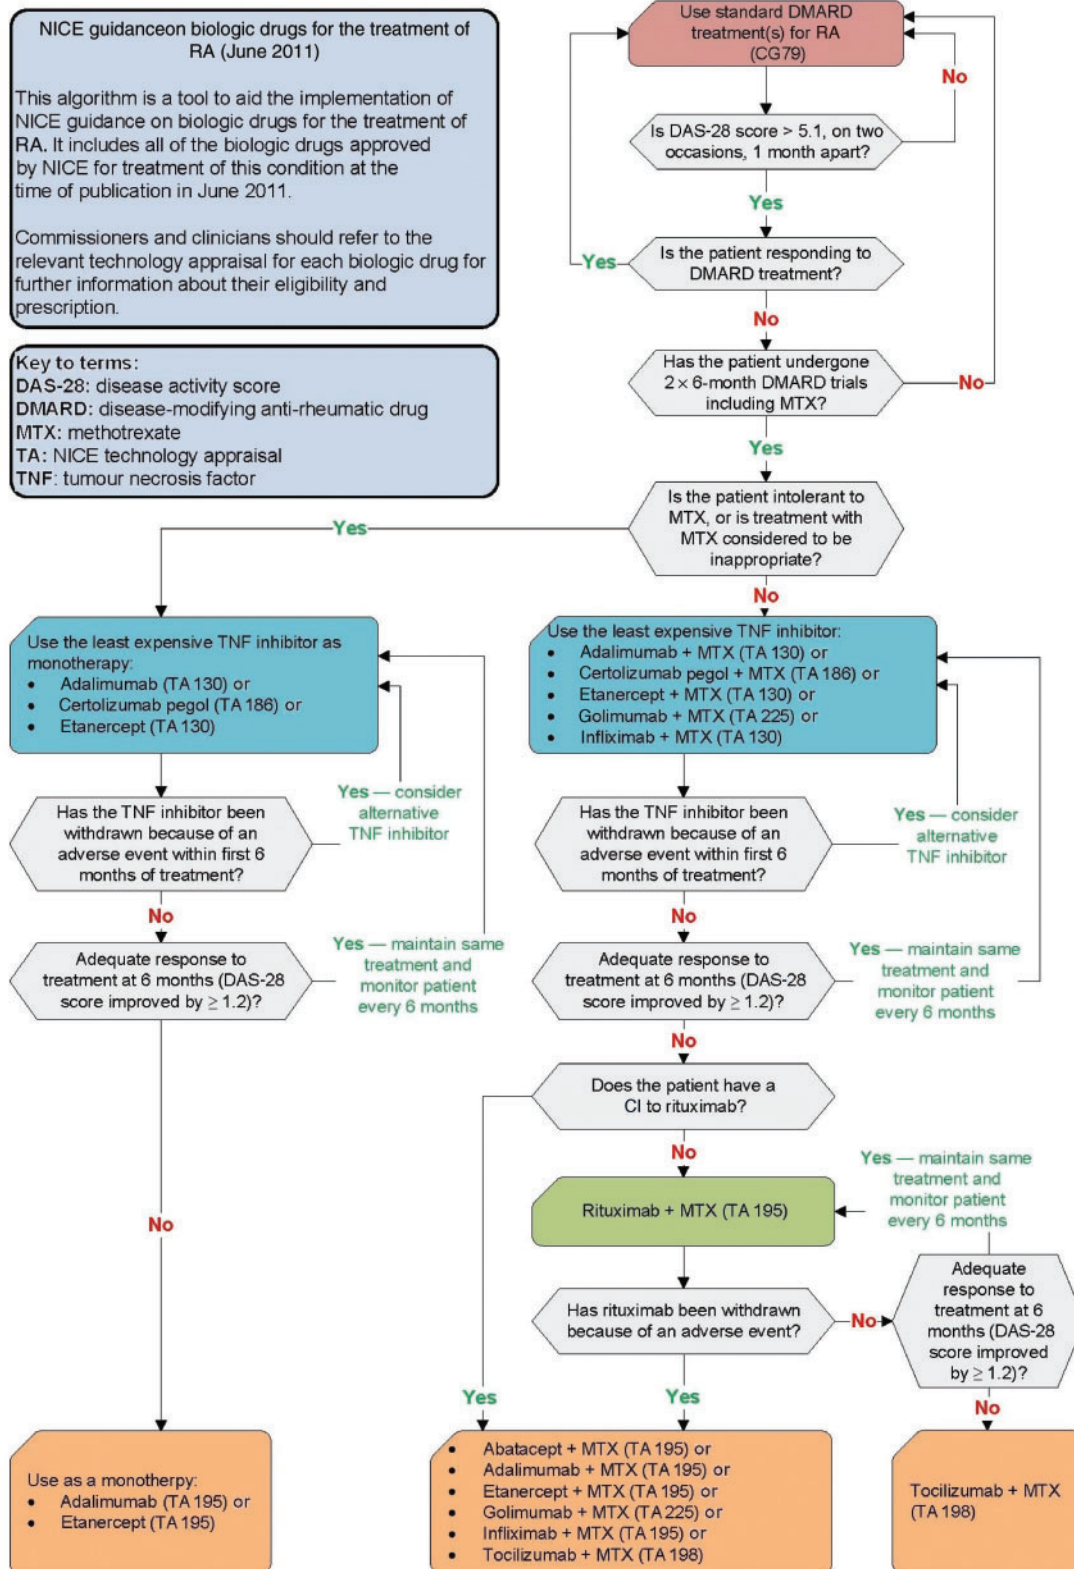 NICE guidanceon biologic drugs for the treatment of
RA (June 2011)
This algorithm is a tool to aid the implementation of
NICE guidance on biologic drugs for the treatment of
RA. It includes all of the biologic drugs approved
by NICE for treatment of this condition at the
time of publication in June 2011.
Commissioners and clinicians should refer to the
relevant technology appraisal for each biologic drug for
further information about their eligibility and
prescription.
Key to terms:
DAS-28: disease activity score
DMARD: disease-modifying anti-rheumatic drug
MTX: methotrexate
TA: NICE technology appraisal
TNF: tumour necrosis factor
Use standard DMARD
treatment(s) for RA
(CG79)
No
Is DAS-28 score > 5.1, on two
occasions, 1 month apart?
Yes
Yes
Is the patient responding to
DMARD treatment?
No
Has the patient undergone
2 × 6-month DMARD trials
including MTX?
No
Yes
Is the patient intolerant to
MTX, or is treatment with
MTX considered to be
inappropriate?
Yes
No
Use the least expensive TNF inhibitor as
monotherapy:
• Adalimumab (TA 130) or
• Certolizumab pegol (TA 186) or
• Etanercept (TA 130)
Yes — consider
alternative
TNF inhibitor
Has the TNF inhibitor been
withdrawn because of an
adverse event within first 6
months of treatment?
No
Adequate response to
treatment at 6 months (DAS-28
score improved by ≥ 1.2)?
Yes — maintain same
treatment and
monitor patient
every 6 months
No
Use as a monotherpy:
• Adalimumab (TA 195) or
• Etanercept (TA 195)
Use the least expensive TNF inhibitor:
• Adalimumab + MTX (TA 130) or
• Certolizumab pegol + MTX (TA 186) or
• Etanercept + MTX (TA 130) or
• Golimumab + MTX (TA 225) or
• Infliximab + MTX (TA 130)
Yes — consider
alternative
TNF inhibitor
Has the TNF inhibitor been
withdrawn because of an
adverse event within first 6
months of treatment?
No
Adequate response to
treatment at 6 months (DAS-28
score improved by ≥ 1.2)?
Yes — maintain same
treatment and
monitor patient
every 6 months
No
Does the patient have a
CI to rituximab?
No
Rituximab + MTX (TA 195)
Yes — maintain same
treatment and
monitor patient
every 6 months
Has rituximab been withdrawn
because of an adverse event?
No
Adequate
response to
treatment at 6
months (DAS-28
score improved
by ≥ 1.2)?
Yes
Yes
No
• Abatacept + MTX (TA 195) or
• Adalimumab + MTX (TA 195) or
• Etanercept + MTX (TA 195) or
• Golimumab + MTX (TA 225) or
• Infliximab + MTX (TA 195) or
• Tocilizumab + MTX (TA 198)
Tocilizumab + MTX
(TA 198)